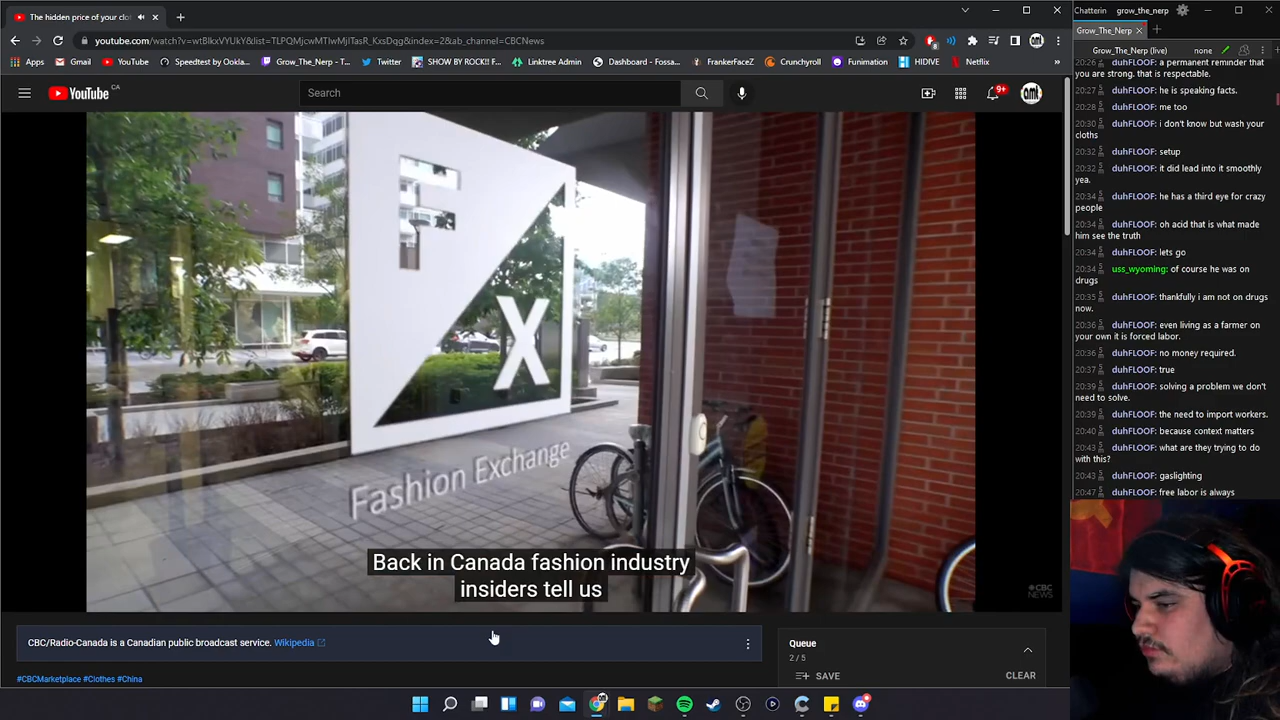 The hidden price of your clo
Chatterin
grow_the_nerp
youtube.com/watch?v=wtBlkxVYUkY&list=TLPQMjcwMTIwMjITasR_KxsDqg&index=2&ab_channel=CBCNews
Grow_The_Nerp
Apps
Gmail
YouTube
Speedtest by Ookla...
Grow_The_Nerp - T...
Twitter
SHOW BY ROCK!! F...
Linktree Admin
Dashboard - Fossa...
FrankerFaceZ
Crunchyroll
Funimation
HIDIVE
Netflix
Grow_The_Nerp (live)
none
YouTube CA
Search
9+
20:26 a permanent reminder that
you are strong. that is respectable.
20:27 duhFLOOF: he is speaking facts.
20:28 duhFLOOF: me too
20:30 duhFLOOF: i don't know but wash your
cloths
20:32 duhFLOOF: setup
20:32 duhFLOOF: it did lead into it smoothly
yea.
20:34 duhFLOOF: he has a third eye for crazy
people
20:34 duhFLOOF: oh acid that is what made
him see the truth
20:34 duhFLOOF: lets go
20:34 uss_wyoming: of course he was on
drugs
20:35 duhFLOOF: thankfully i am not on drugs
now.
20:36 duhFLOOF: even living as a farmer on
your own it is forced labor.
20:36 duhFLOOF: no money required.
20:37 duhFLOOF: true
20:39 duhFLOOF: solving a problem we don't
need to solve.
20:39 duhFLOOF: the need to import workers.
20:40 duhFLOOF: because context matters
20:43 duhFLOOF: what are they trying to do
with this?
20:43 duhFLOOF: gaslighting
20:47 duhFLOOF: free labor is always
F
X
Fashion Exchange
Back in Canada fashion industry
insiders tell us
CBC
NEWS
CBC/Radio-Canada is a Canadian public broadcast service. Wikipedia
Queue
2 / 5
SAVE
CLEAR
#CBCMarketplace #Clothes #China